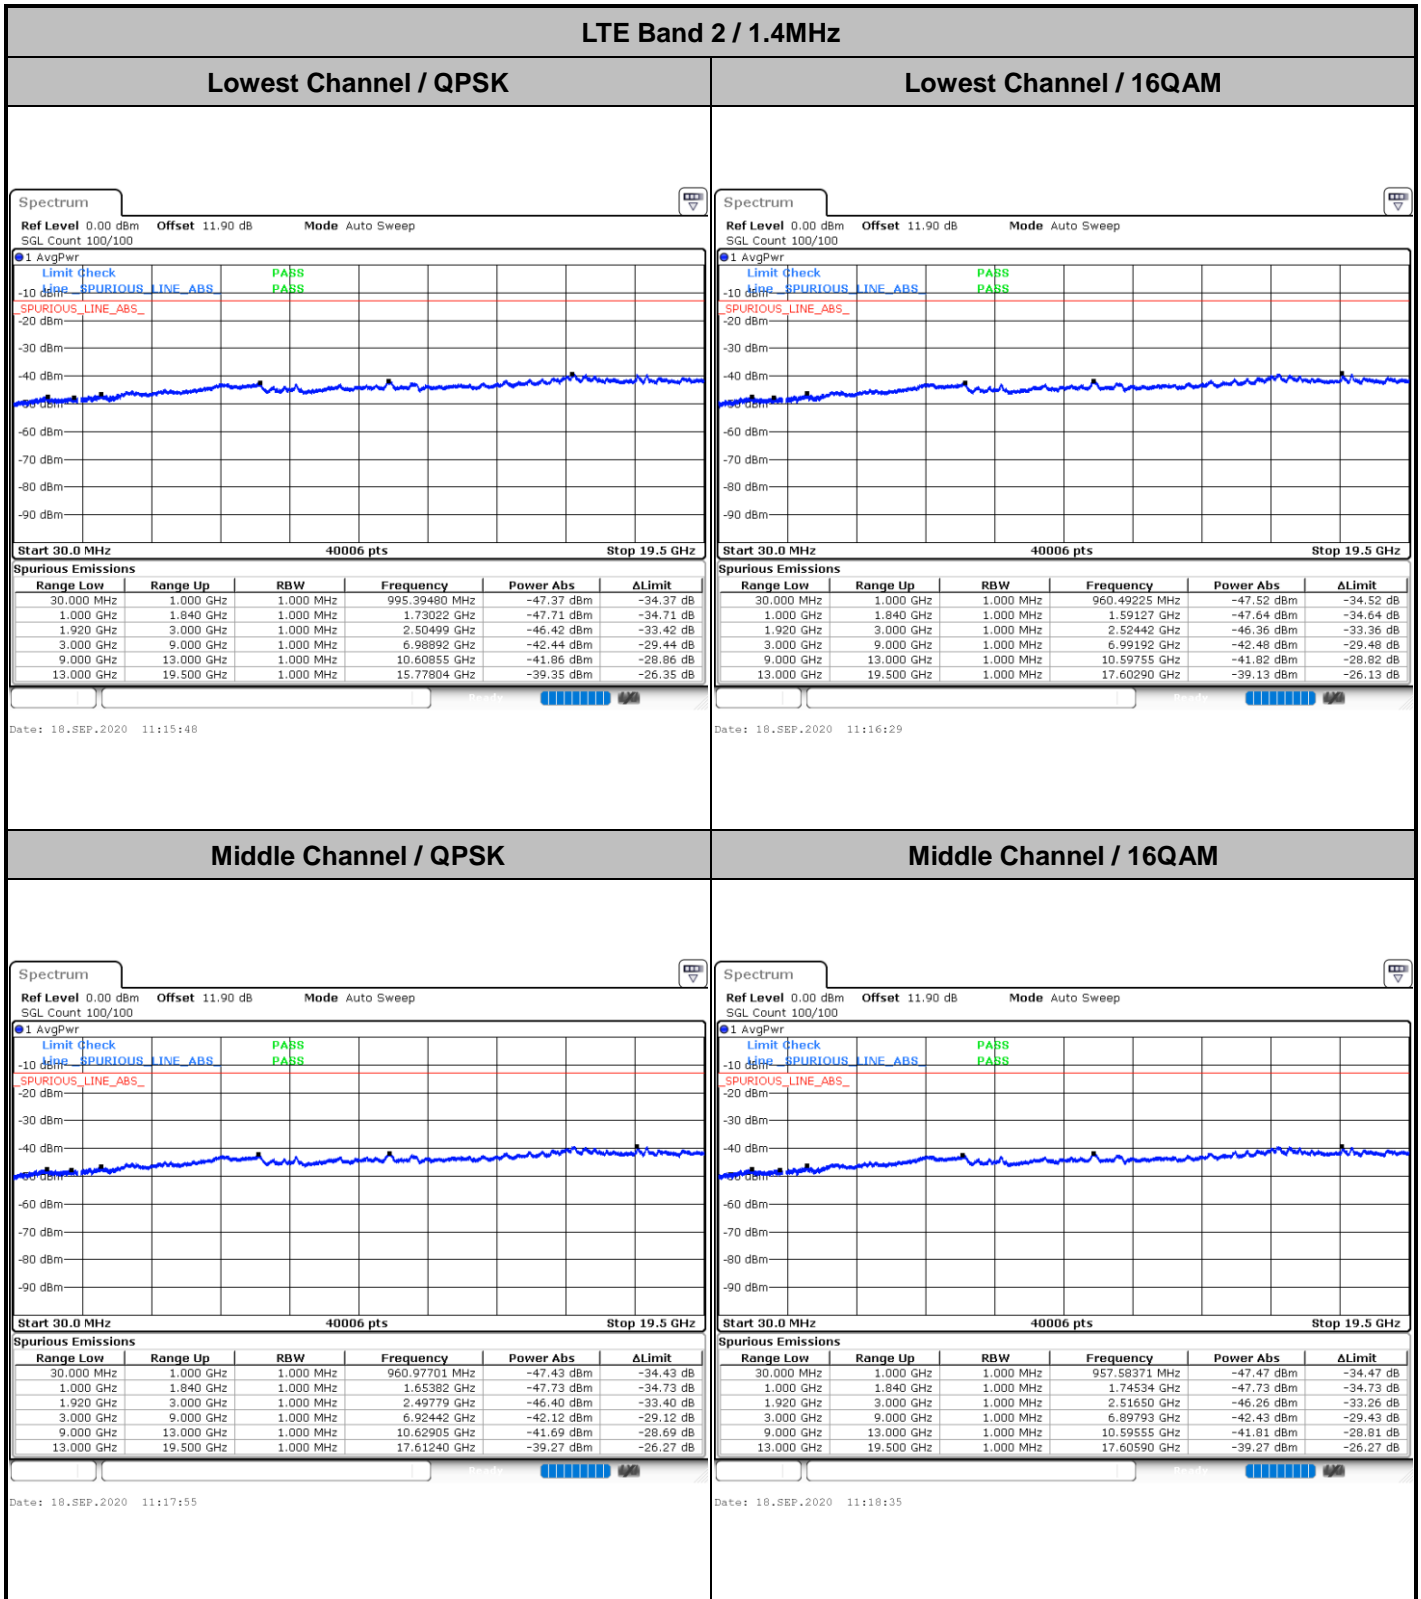 LTE Band 2 / 1.4MHz
Lowest Channel / QPSK
Lowest Channel / 16QAM
Spectrum
Ref Level 0.00 dBm Offset 11.90 dB Mode Auto Sweep
SGL Count 100/100
1 AvgPwr
Limit Check PASS
Line _SPURIOUS_LINE_ABS_ PASS
-10 dBm
_SPURIOUS_LINE_ABS_
-20 dBm
-30 dBm
-40 dBm
-50 dBm
-60 dBm
-70 dBm
-80 dBm
-90 dBm
Start 30.0 MHz 40006 pts Stop 19.5 GHz
Spurious Emissions
Range Low Range Up RBW Frequency Power Abs ΔLimit
30.000 MHz 1.000 GHz 1.000 MHz 995.39480 MHz -47.37 dBm -34.37 dB
1.000 GHz 1.840 GHz 1.000 MHz 1.73022 GHz -47.71 dBm -34.71 dB
1.920 GHz 3.000 GHz 1.000 MHz 2.50499 GHz -46.42 dBm -33.42 dB
3.000 GHz 9.000 GHz 1.000 MHz 6.98892 GHz -42.44 dBm -29.44 dB
9.000 GHz 13.000 GHz 1.000 MHz 10.60855 GHz -41.86 dBm -28.86 dB
13.000 GHz 19.500 GHz 1.000 MHz 15.77804 GHz -39.35 dBm -26.35 dB
Ready
Date: 18.SEP.2020 11:15:48
Spectrum
Ref Level 0.00 dBm Offset 11.90 dB Mode Auto Sweep
SGL Count 100/100
1 AvgPwr
Limit Check PASS
Line _SPURIOUS_LINE_ABS_ PASS
-10 dBm
_SPURIOUS_LINE_ABS_
-20 dBm
-30 dBm
-40 dBm
-50 dBm
-60 dBm
-70 dBm
-80 dBm
-90 dBm
Start 30.0 MHz 40006 pts Stop 19.5 GHz
Spurious Emissions
Range Low Range Up RBW Frequency Power Abs ΔLimit
30.000 MHz 1.000 GHz 1.000 MHz 960.49225 MHz -47.52 dBm -34.52 dB
1.000 GHz 1.840 GHz 1.000 MHz 1.59127 GHz -47.64 dBm -34.64 dB
1.920 GHz 3.000 GHz 1.000 MHz 2.52442 GHz -46.36 dBm -33.36 dB
3.000 GHz 9.000 GHz 1.000 MHz 6.99192 GHz -42.48 dBm -29.48 dB
9.000 GHz 13.000 GHz 1.000 MHz 10.59755 GHz -41.82 dBm -28.82 dB
13.000 GHz 19.500 GHz 1.000 MHz 17.60290 GHz -39.13 dBm -26.13 dB
Ready
Date: 18.SEP.2020 11:16:29
Middle Channel / QPSK
Middle Channel / 16QAM
Spectrum
Ref Level 0.00 dBm Offset 11.90 dB Mode Auto Sweep
SGL Count 100/100
1 AvgPwr
Limit Check PASS
Line _SPURIOUS_LINE_ABS_ PASS
-10 dBm
_SPURIOUS_LINE_ABS_
-20 dBm
-30 dBm
-40 dBm
-50 dBm
-60 dBm
-70 dBm
-80 dBm
-90 dBm
Start 30.0 MHz 40006 pts Stop 19.5 GHz
Spurious Emissions
Range Low Range Up RBW Frequency Power Abs ΔLimit
30.000 MHz 1.000 GHz 1.000 MHz 960.97701 MHz -47.43 dBm -34.43 dB
1.000 GHz 1.840 GHz 1.000 MHz 1.65382 GHz -47.73 dBm -34.73 dB
1.920 GHz 3.000 GHz 1.000 MHz 2.49779 GHz -46.40 dBm -33.40 dB
3.000 GHz 9.000 GHz 1.000 MHz 6.92442 GHz -42.12 dBm -29.12 dB
9.000 GHz 13.000 GHz 1.000 MHz 10.62905 GHz -41.69 dBm -28.69 dB
13.000 GHz 19.500 GHz 1.000 MHz 17.61240 GHz -39.27 dBm -26.27 dB
Ready
Date: 18.SEP.2020 11:17:55
Spectrum
Ref Level 0.00 dBm Offset 11.90 dB Mode Auto Sweep
SGL Count 100/100
1 AvgPwr
Limit Check PASS
Line _SPURIOUS_LINE_ABS_ PASS
-10 dBm
_SPURIOUS_LINE_ABS_
-20 dBm
-30 dBm
-40 dBm
-50 dBm
-60 dBm
-70 dBm
-80 dBm
-90 dBm
Start 30.0 MHz 40006 pts Stop 19.5 GHz
Spurious Emissions
Range Low Range Up RBW Frequency Power Abs ΔLimit
30.000 MHz 1.000 GHz 1.000 MHz 957.58371 MHz -47.47 dBm -34.47 dB
1.000 GHz 1.840 GHz 1.000 MHz 1.74534 GHz -47.73 dBm -34.73 dB
1.920 GHz 3.000 GHz 1.000 MHz 2.51650 GHz -46.26 dBm -33.26 dB
3.000 GHz 9.000 GHz 1.000 MHz 6.89793 GHz -42.43 dBm -29.43 dB
9.000 GHz 13.000 GHz 1.000 MHz 10.59555 GHz -41.81 dBm -28.81 dB
13.000 GHz 19.500 GHz 1.000 MHz 17.60590 GHz -39.27 dBm -26.27 dB
Ready
Date: 18.SEP.2020 11:18:35